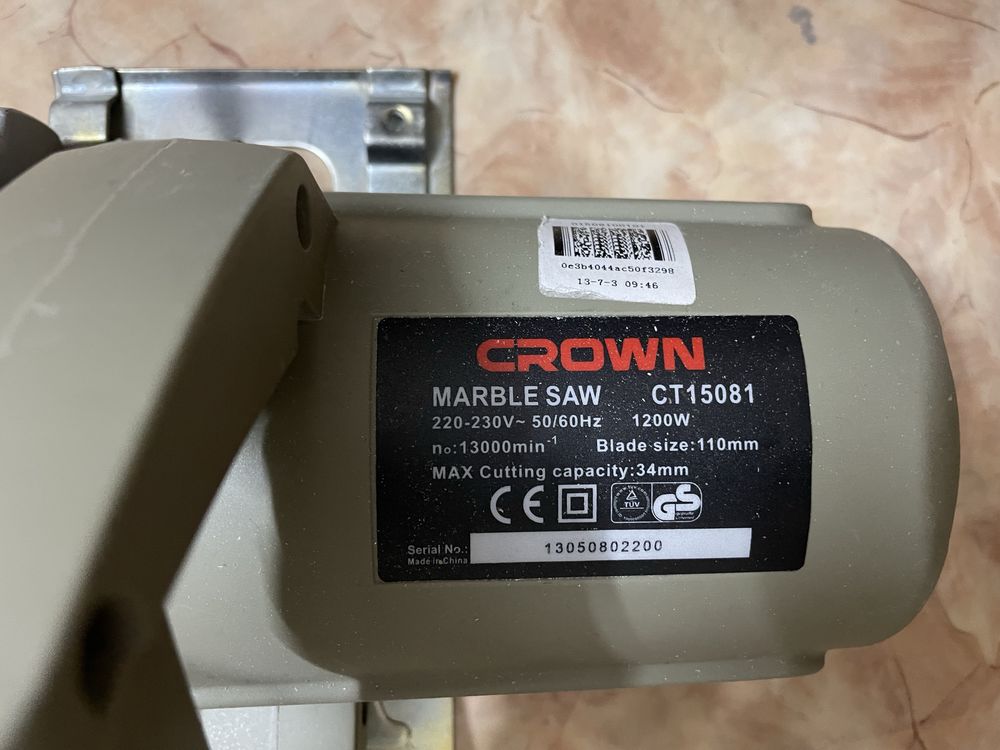 0e3b4044ac50f3298
13-7-3 09:46
CROWN
MARBLE SAW CT15081
220-230V~ 50/60Hz 1200W
n₀:13000min⁻¹ Blade size:110mm
MAX Cutting capacity:34mm
CE TÜV GS
Serial No.: 13050802200
Made in China